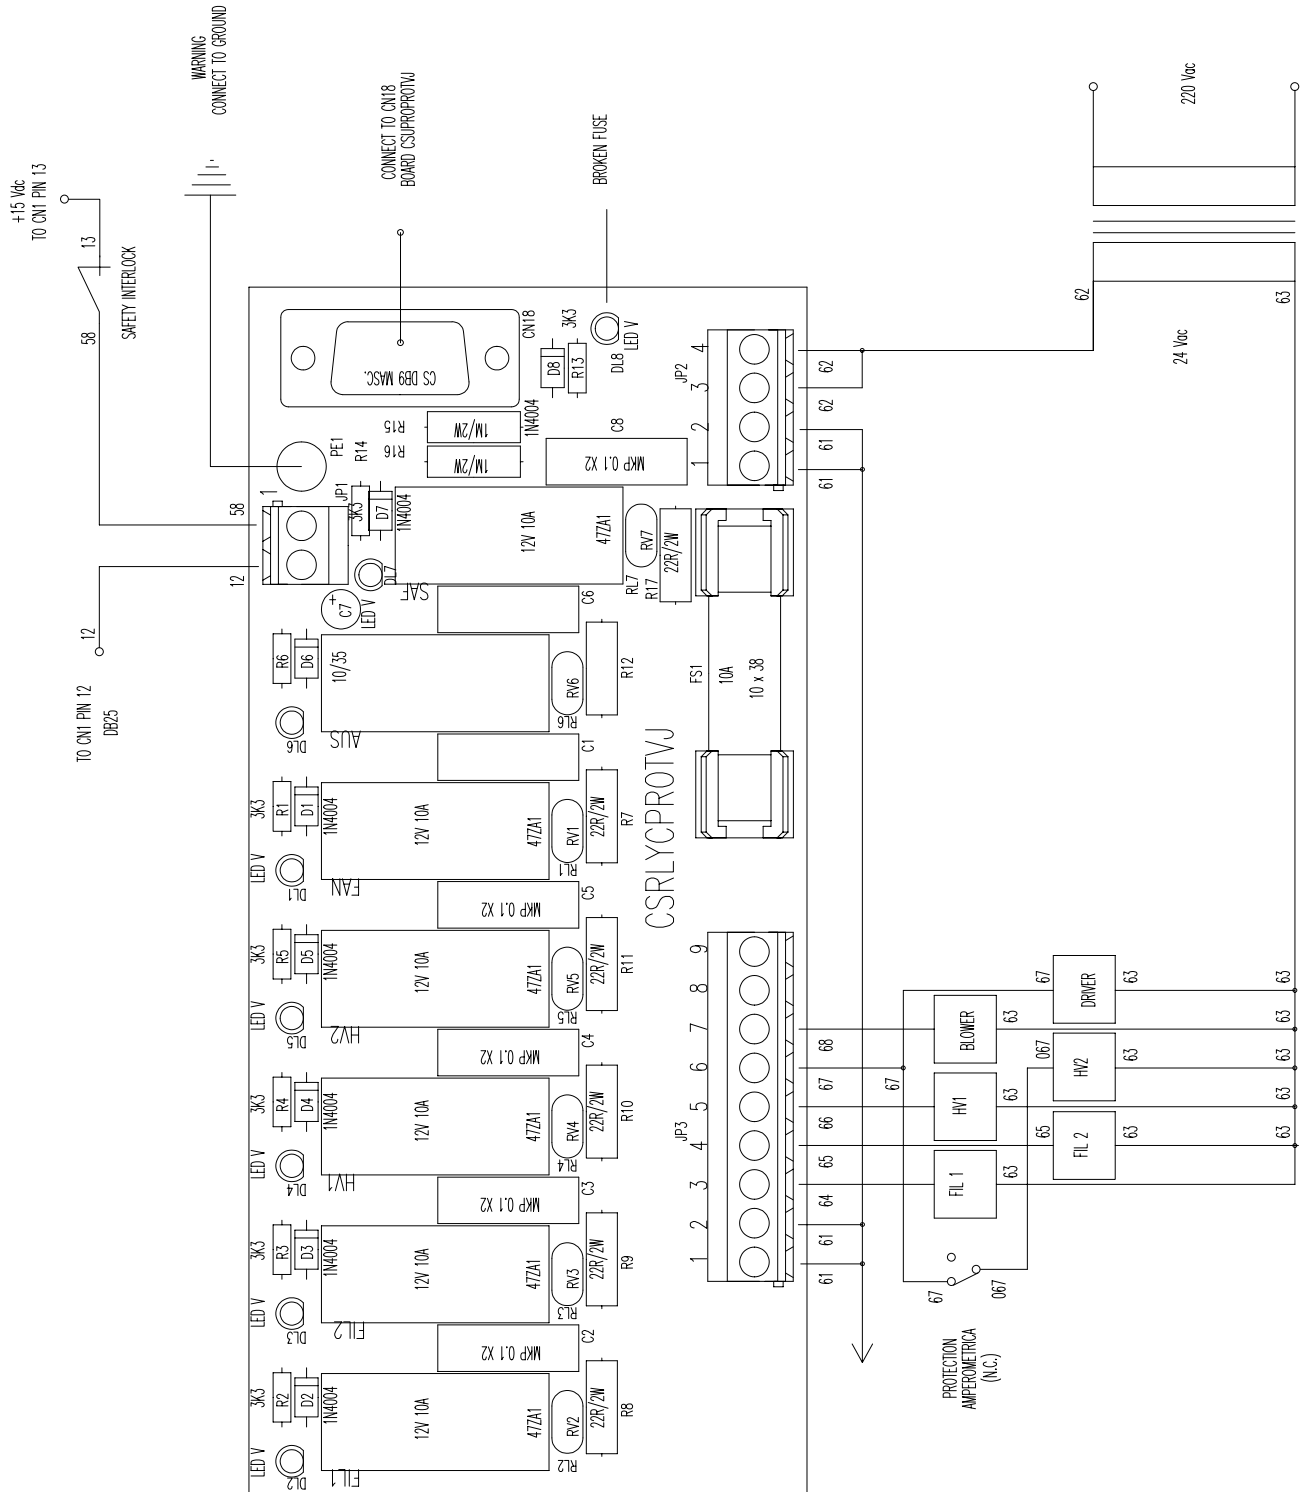 WARNING
CONNECT TO GROUND
+15 Vdc
TO CN1 PIN 13
13
58
SAFETY INTERLOCK
CONNECT TO CN18
BOARD CSUPROPROTVJ
BROKEN FUSE
220 Vac
24 Vac
62
63
TO CN1 PIN 12
DB25
12
12
58
1
JP1
PE1
R14
3K3
D7
1N4004
DL7
LED V
C7
+
SAF
CS DB9 MASC.
CN18
R15
R16
1M/2W
1M/2W
1N4004
D8
R13
3K3
DL8
LED V
C8
MKP 0.1 X2
JP2
4
3
2
1
62
62
61
61
12V 10A
47ZA1
RV7
RL7
R17
22R/2W
C6
R6
D6
10/35
DL6
AUS
RV6
RL6
R12
C1
FS1
10A
10 x 38
CSRLYCPROTVJ
3K3
R1
D1
1N4004
LED V
DL1
FAN
12V 10A
47ZA1
RV1
RL1
22R/2W
R7
C5
MKP 0.1 X2
3K3
R5
D5
1N4004
LED V
DL5
HV2
12V 10A
47ZA1
RV5
RL5
22R/2W
R11
C4
MKP 0.1 X2
3K3
R4
D4
1N4004
LED V
DL4
HV1
12V 10A
47ZA1
RV4
RL4
22R/2W
R10
C3
MKP 0.1 X2
3K3
R3
D3
1N4004
LED V
DL3
FIL2
12V 10A
47ZA1
RV3
RL3
22R/2W
R9
C2
MKP 0.1 X2
3K3
R2
D2
1N4004
LED V
DL2
FIL1
12V 10A
47ZA1
RV2
RL2
22R/2W
R8
JP3
9
8
7
6
5
4
3
2
1
68
67
66
65
64
61
61
67
67
DRIVER
63
63
BLOWER
63
63
067
HV2
63
63
HV1
63
63
65
FIL 2
63
63
FIL 1
63
67
067
PROTECTION
AMPEROMETRICA
(N.C.)